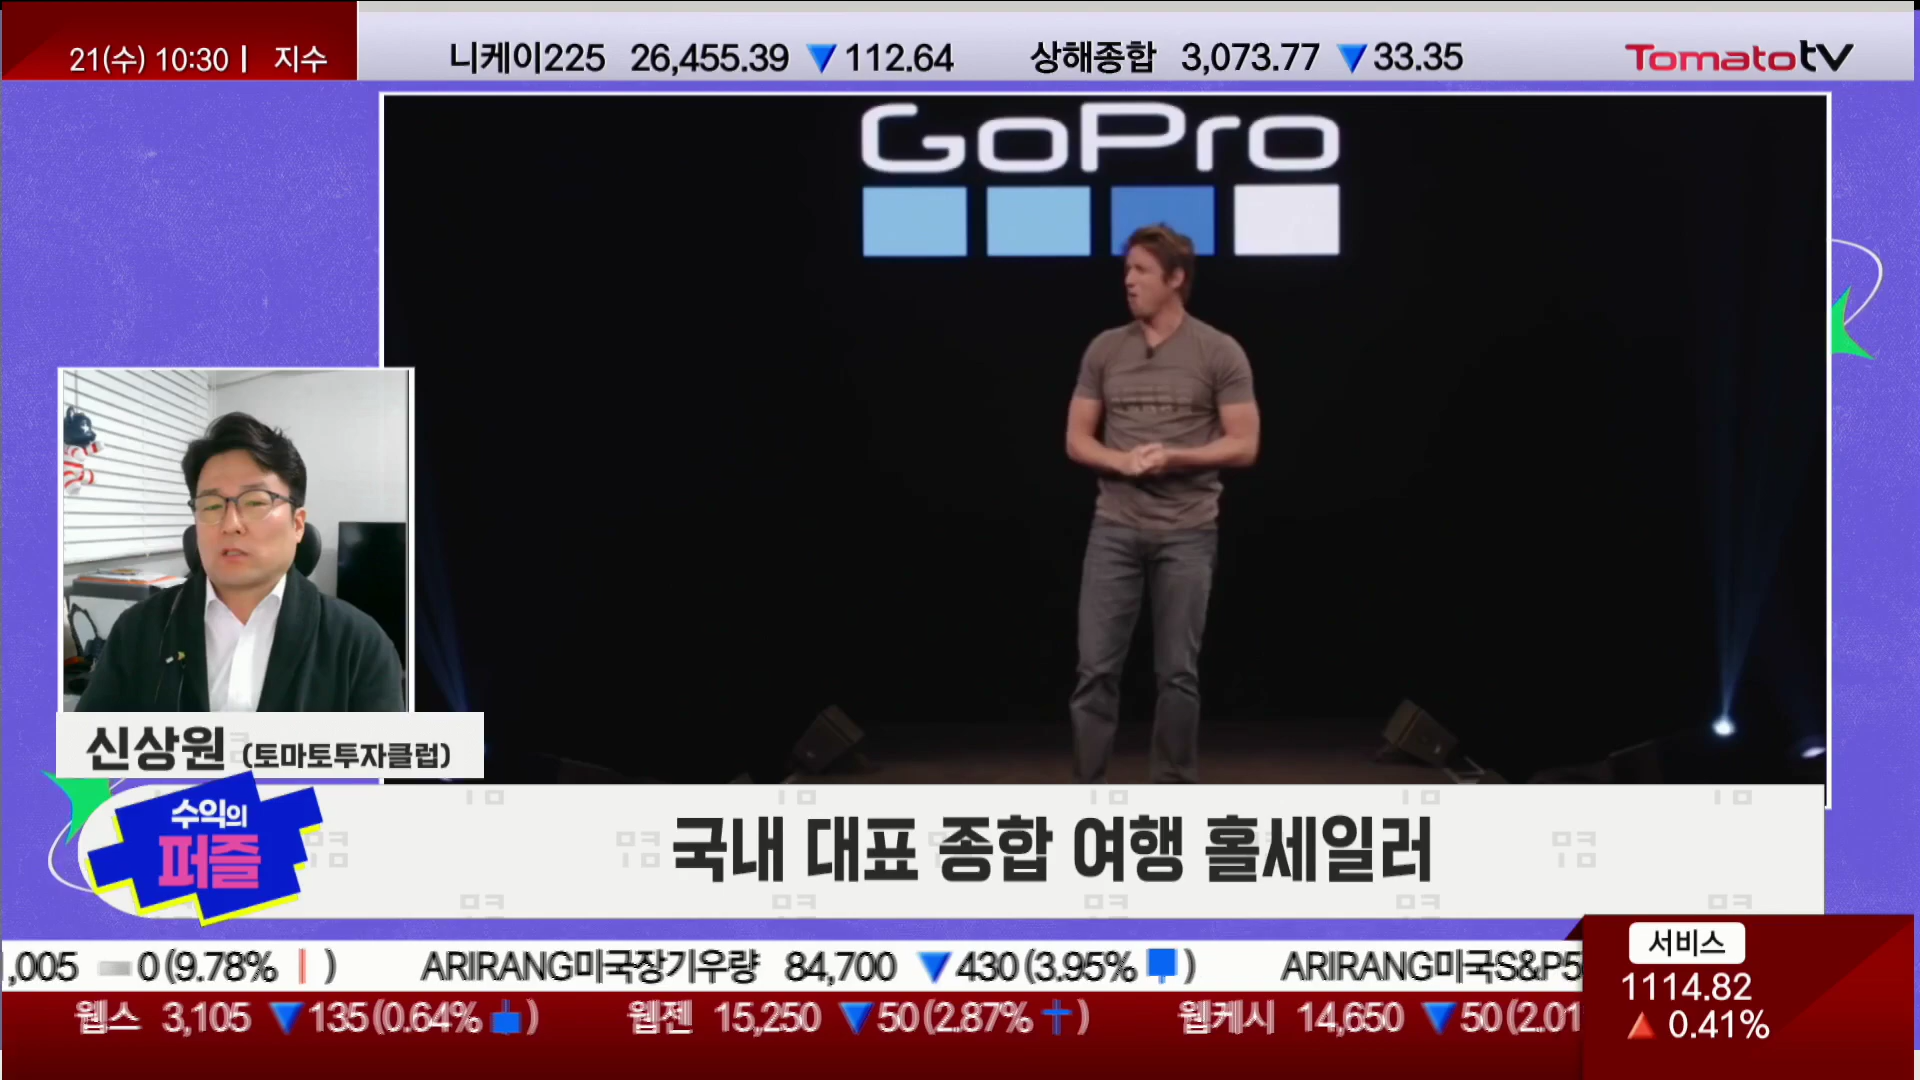 21(수) 10:30 | 지수
니케이225 26,455.39 ▼112.64 상해종합 3,073.77 ▼33.35
Tomatotv
GoPro
신상원 (토마토투자클럽)
수익의
퍼즐
국내 대표 종합 여행 홀세일러
,005 0(9.78% ) ARIRANG미국장기우량 84,700 ▼430(3.95% ) ARIRANG미국S&P5
웹스 3,105 ▼135(0.64% ) 웹젠 15,250 ▼50(2.87% ) 웹케시 14,650 ▼50(2.01
서비스
1114.82
▲ 0.41%